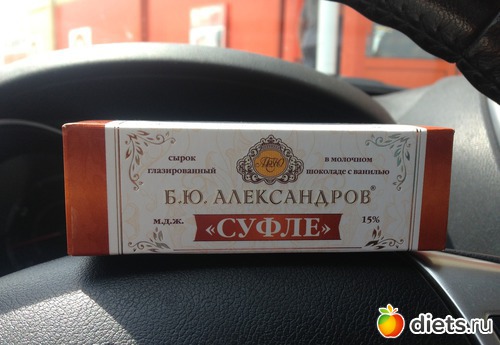 сырок
глазированный
в молочном
шоколаде с ванилью
Б.Ю. АЛЕКСАНДРОВ®
м.д.ж.
«СУФЛЕ»
15%
diets.ru